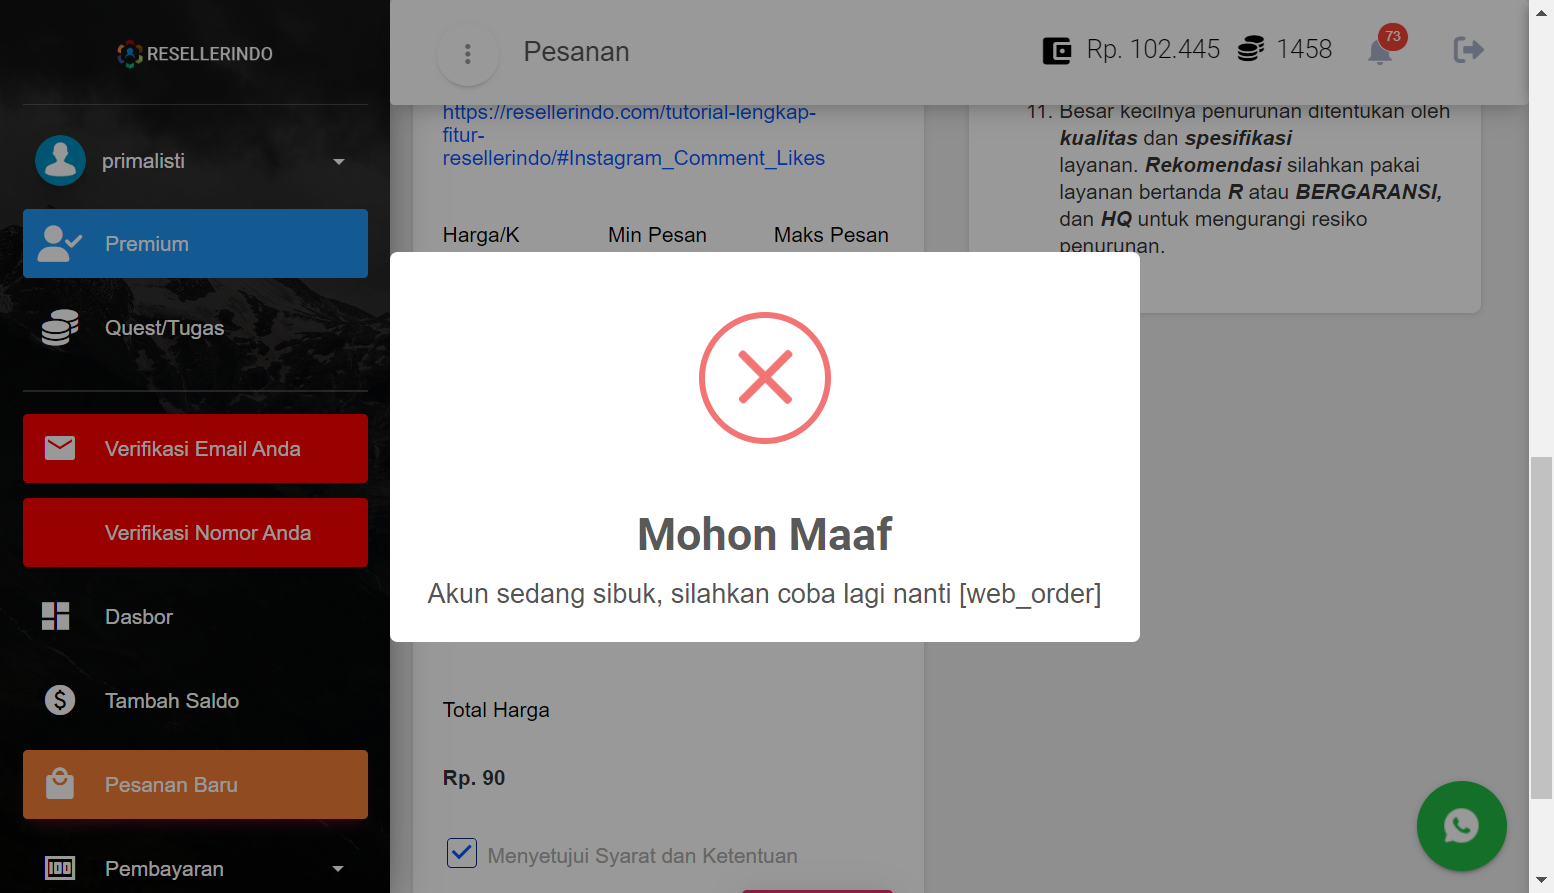 RESELLERINDO
primalisti
Premium
Quest/Tugas
Verifikasi Email Anda
Verifikasi Nomor Anda
Dasbor
Tambah Saldo
Pesanan Baru
100
Pembayaran
Pesanan
Rp. 102.445
1458
73
https://resellerindo.com/tutorial-lengkap-
fitur-
resellerindo/#Instagram_Comment_Likes
Harga/K
Min Pesan
Maks Pesan
11. Besar kecilnya penurunan ditentukan oleh
kualitas dan spesifikasi
layanan. Rekomendasi silahkan pakai
layanan bertanda R atau BERGARANSI,
dan HQ untuk mengurangi resiko
penurunan.
Mohon Maaf
Akun sedang sibuk, silahkan coba lagi nanti [web_order]
Total Harga
Rp. 90
Menyetujui Syarat dan Ketentuan